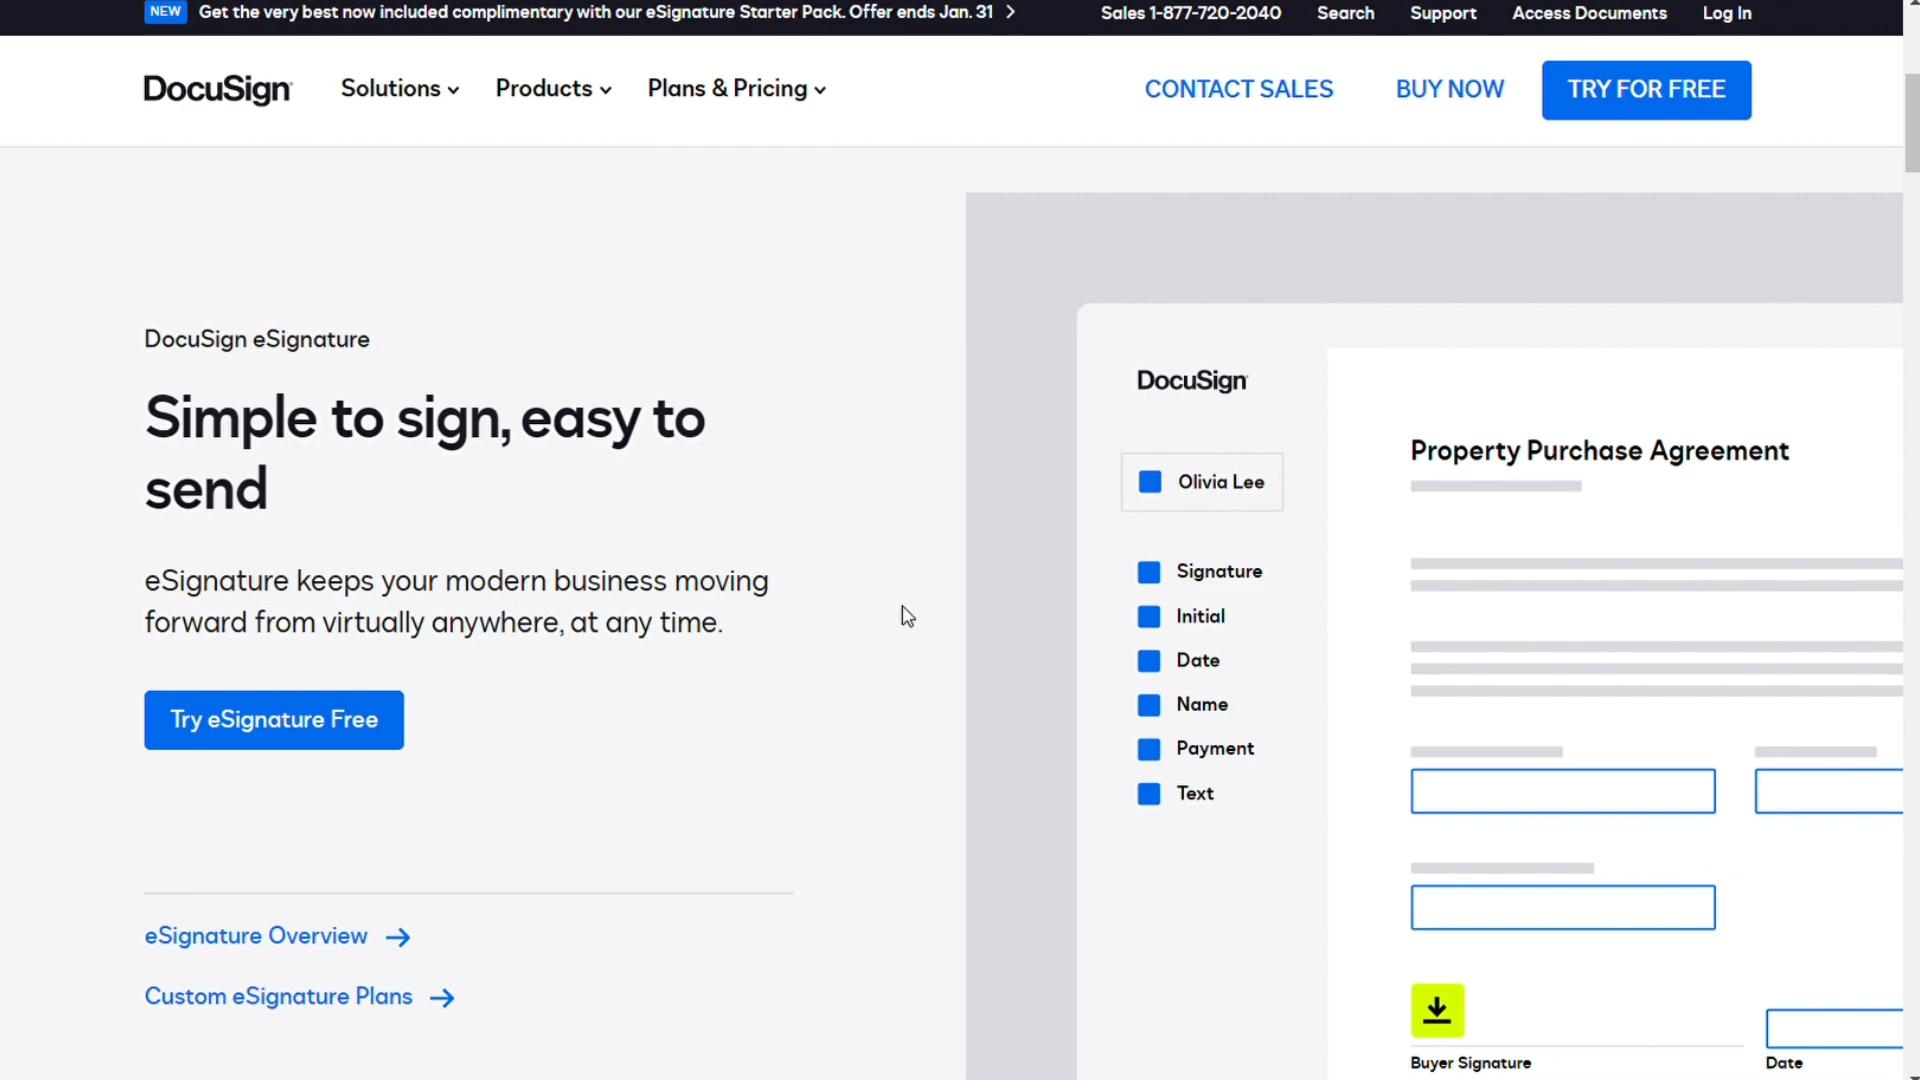 NEW Get the very best now included complimentary with our eSignature Starter Pack. Offer ends Jan. 31
Sales 1-877-720-2040 Search Support Access Documents Log In
DocuSign Solutions Products Plans & Pricing CONTACT SALES BUY NOW TRY FOR FREE
DocuSign eSignature
Simple to sign, easy to
send
eSignature keeps your modern business moving
forward from virtually anywhere, at any time.
Try eSignature Free
eSignature Overview
Custom eSignature Plans
DocuSign
Olivia Lee
Signature
Initial
Date
Name
Payment
Text
Property Purchase Agreement
Buyer Signature
Date